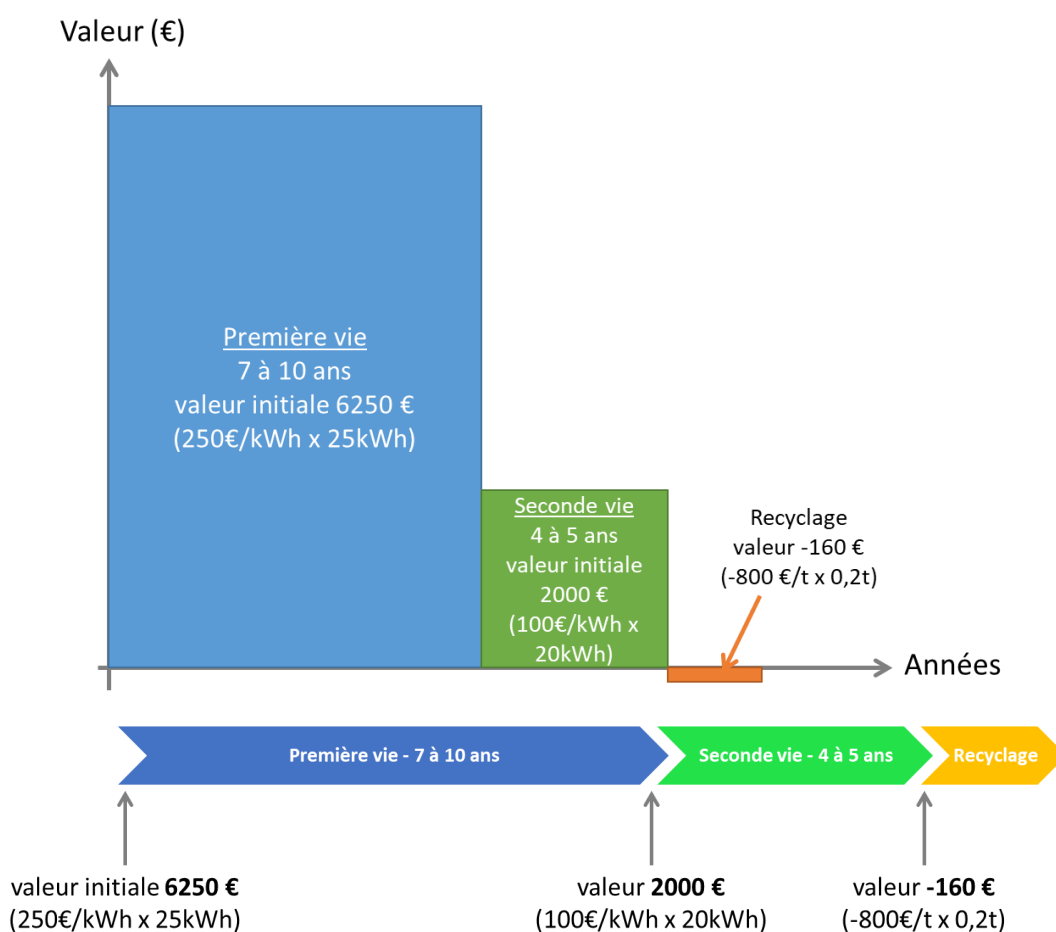 Valeur (€)
Première vie
7 à 10 ans
valeur initiale 6250 €
(250€/kWh x 25kWh)
Seconde vie
4 à 5 ans
valeur initiale
2000 €
(100€/kWh x
20kWh)
Recyclage
valeur -160 €
(-800 €/t x 0,2t)
Années
Première vie - 7 à 10 ans
Seconde vie - 4 à 5 ans
Recyclage
valeur initiale 6250 €
(250€/kWh x 25kWh)
valeur 2000 €
(100€/kWh x 20kWh)
valeur -160 €
(-800€/t x 0,2t)